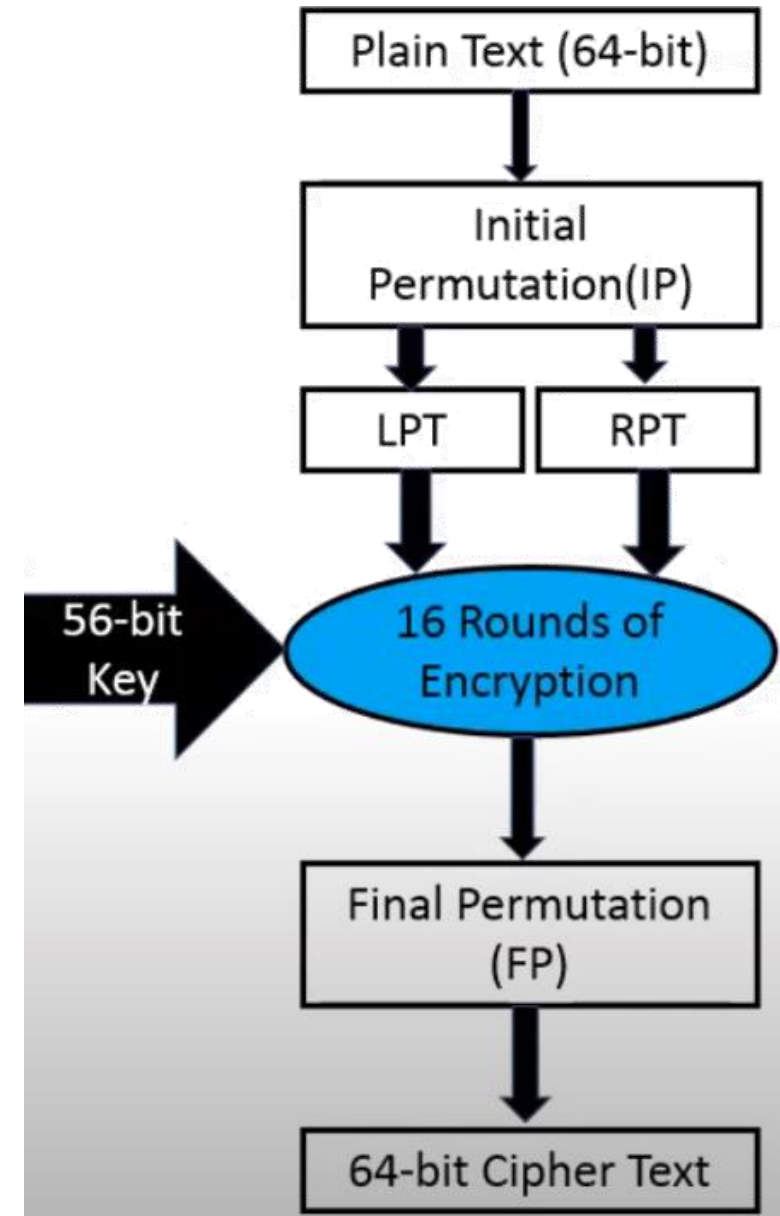 Plain Text (64-bit)
Initial
Permutation(IP)
LPT
RPT
56-bit
Key
16 Rounds of
Encryption
Final Permutation
(FP)
64-bit Cipher Text